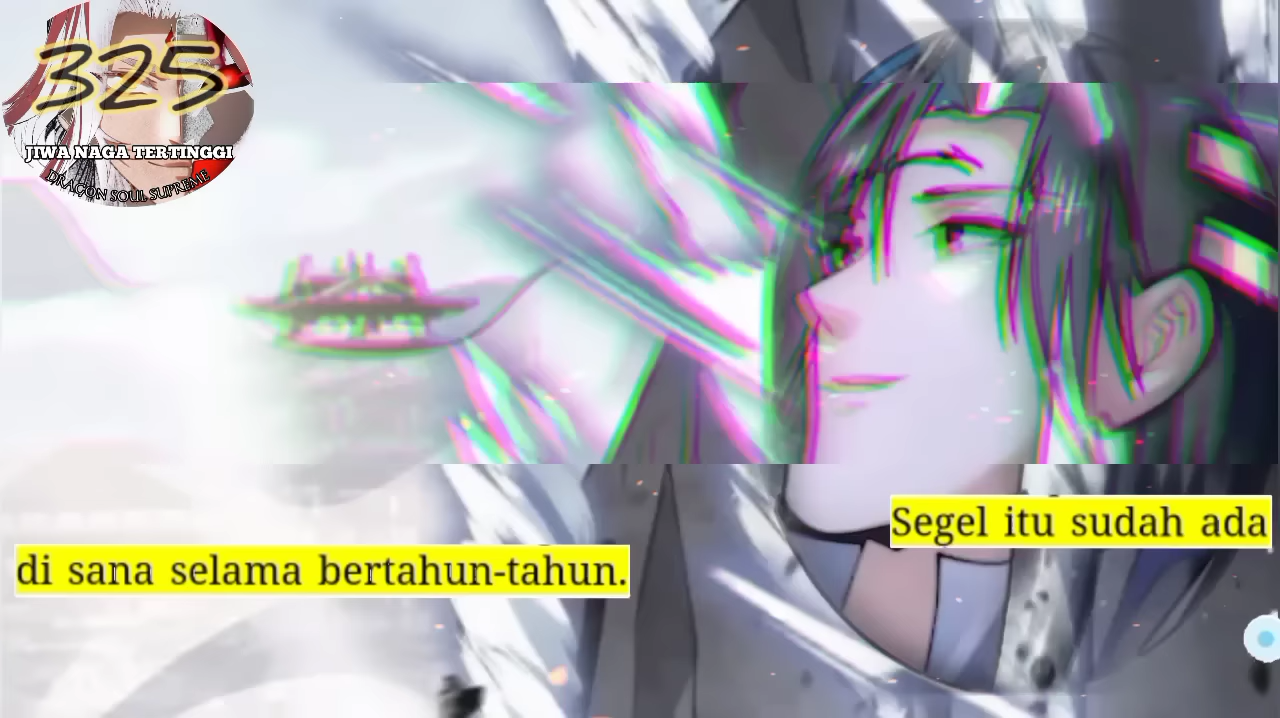 325
JIWA NAGA TERTINGGI
DRAGON SOUL SUPREME
Segel itu sudah ada
di sana selama bertahun-tahun.